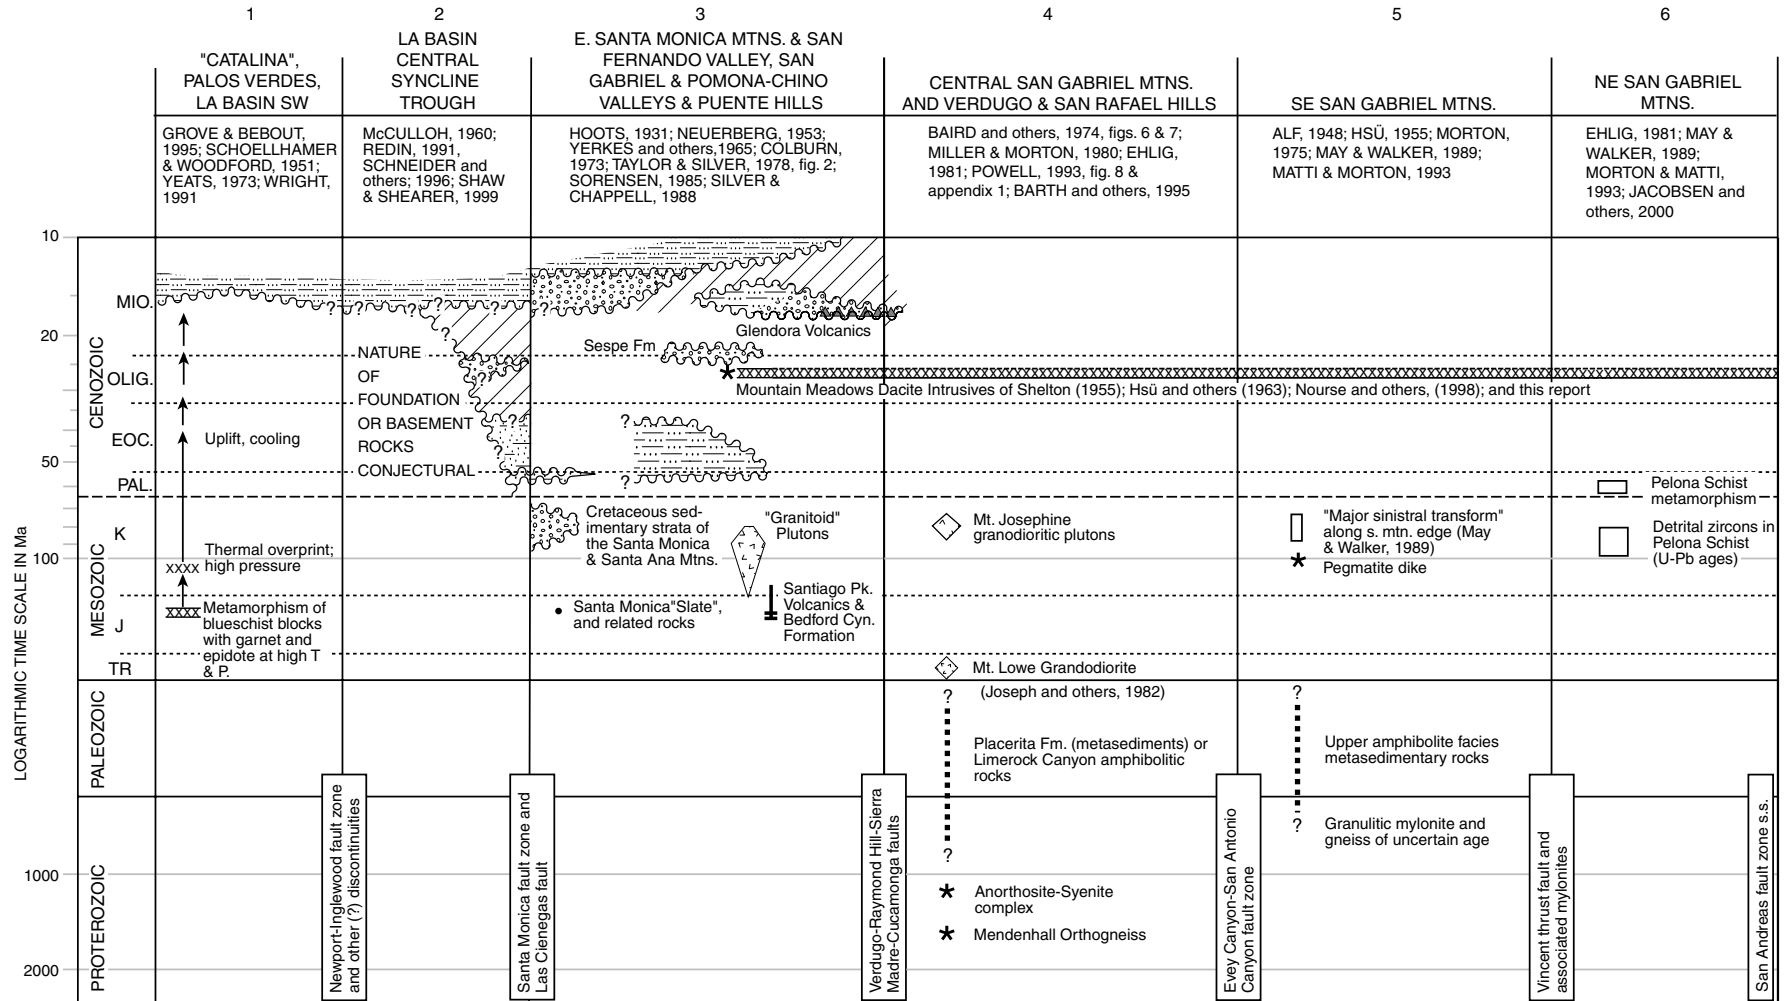 1
2
3
4
5
6
"CATALINA",
PALOS VERDES,
LA BASIN SW
LA BASIN
CENTRAL
SYNCLINE
TROUGH
E. SANTA MONICA MTNS. & SAN
FERNANDO VALLEY, SAN
GABRIEL & POMONA-CHINO
VALLEYS & PUENTE HILLS
CENTRAL SAN GABRIEL MTNS.
AND VERDUGO & SAN RAFAEL HILLS
SE SAN GABRIEL MTNS.
NE SAN GABRIEL
MTNS.
GROVE & BEBOUT,
1995; SCHOELLHAMER
& WOODFORD, 1951;
YEATS, 1973; WRIGHT,
1991
McCULLOH, 1960;
REDIN, 1991,
SCHNEIDER and
others; 1996; SHAW
& SHEARER, 1999
HOOTS, 1931; NEUERBERG, 1953;
YERKES and others,1965; COLBURN,
1973; TAYLOR & SILVER, 1978, fig. 2;
SORENSEN, 1985; SILVER &
CHAPPELL, 1988
BAIRD and others, 1974, figs. 6 & 7;
MILLER & MORTON, 1980; EHLIG,
1981; POWELL, 1993, fig. 8 &
appendix 1; BARTH and others, 1995
ALF, 1948; HSÜ, 1955; MORTON,
1975; MAY & WALKER, 1989;
MATTI & MORTON, 1993
EHLIG, 1981; MAY &
WALKER, 1989;
MORTON & MATTI,
1993; JACOBSEN and
others, 2000
LOGARITHMIC TIME SCALE IN Ma
10
20
50
100
1000
2000
CENOZOIC
MESOZOIC
PALEOZOIC
PROTEROZOIC
MIO.
OLIG.
EOC.
PAL.
K
J
TR
Uplift, cooling
Thermal overprint;
high pressure
xxxx
Metamorphism of
blueschist blocks
with garnet and
epidote at high T
& P.
? ? ? ? ? ?
?
NATURE
OF
FOUNDATION
OR BASEMENT
ROCKS
CONJECTURAL
?
?
?
?
Glendora Volcanics
Sespe Fm
Mountain Meadows Dacite Intrusives of Shelton (1955); Hsü and others (1963); Nourse and others, (1998); and this report
?
?
Cretaceous sed-
imentary strata of
the Santa Monica
& Santa Ana Mtns.
"Granitoid"
Plutons
Santa Monica"Slate",
and related rocks
Santiago Pk.
Volcanics &
Bedford Cyn.
Formation
Mt. Josephine
granodioritic plutons
Mt. Lowe Grandodiorite
(Joseph and others, 1982)
?
Placerita Fm. (metasediments) or
Limerock Canyon amphibolitic
rocks
?
Anorthosite-Syenite
complex
Mendenhall Orthogneiss
"Major sinistral transform"
along s. mtn. edge (May
& Walker, 1989)
Pegmatite dike
?
Upper amphibolite facies
metasedimentary rocks
?
Granulitic mylonite and
gneiss of uncertain age
Pelona Schist
metamorphism
Detrital zircons in
Pelona Schist
(U-Pb ages)
Newport-Inglewood fault zone
and other (?) discontinuities
Santa Monica fault zone and
Las Cienegas fault
Verdugo-Raymond Hill-Sierra
Madre-Cucamonga faults
Evey Canyon-San Antonio
Canyon fault zone
Vincent thrust fault and
associated mylonites
San Andreas fault zone s.s.